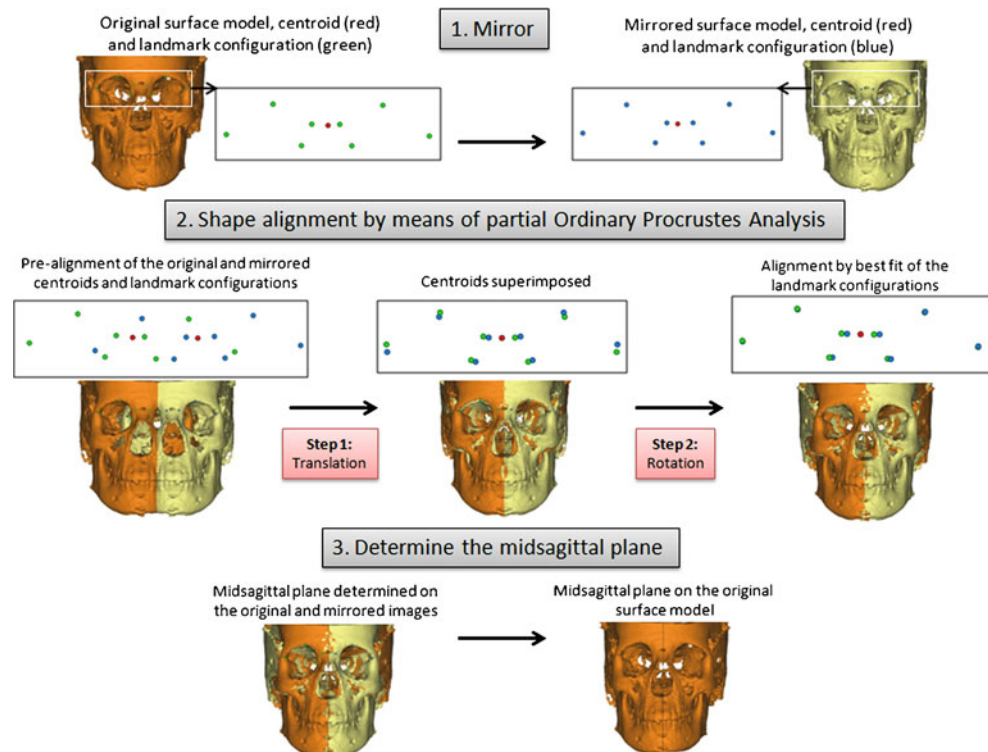 1. Mirror
Original surface model, centroid (red)
and landmark configuration (green)
Mirrored surface model, centroid (red)
and landmark configuration (blue)
2. Shape alignment by means of partial Ordinary Procrustes Analysis
Pre-alignment of the original and mirrored
centroids and landmark configurations
Centroids superimposed
Alignment by best fit of the
landmark configurations
Step 1:
Translation
Step 2:
Rotation
3. Determine the midsagittal plane
Midsagittal plane determined on
the original and mirrored images
Midsagittal plane on the original
surface model